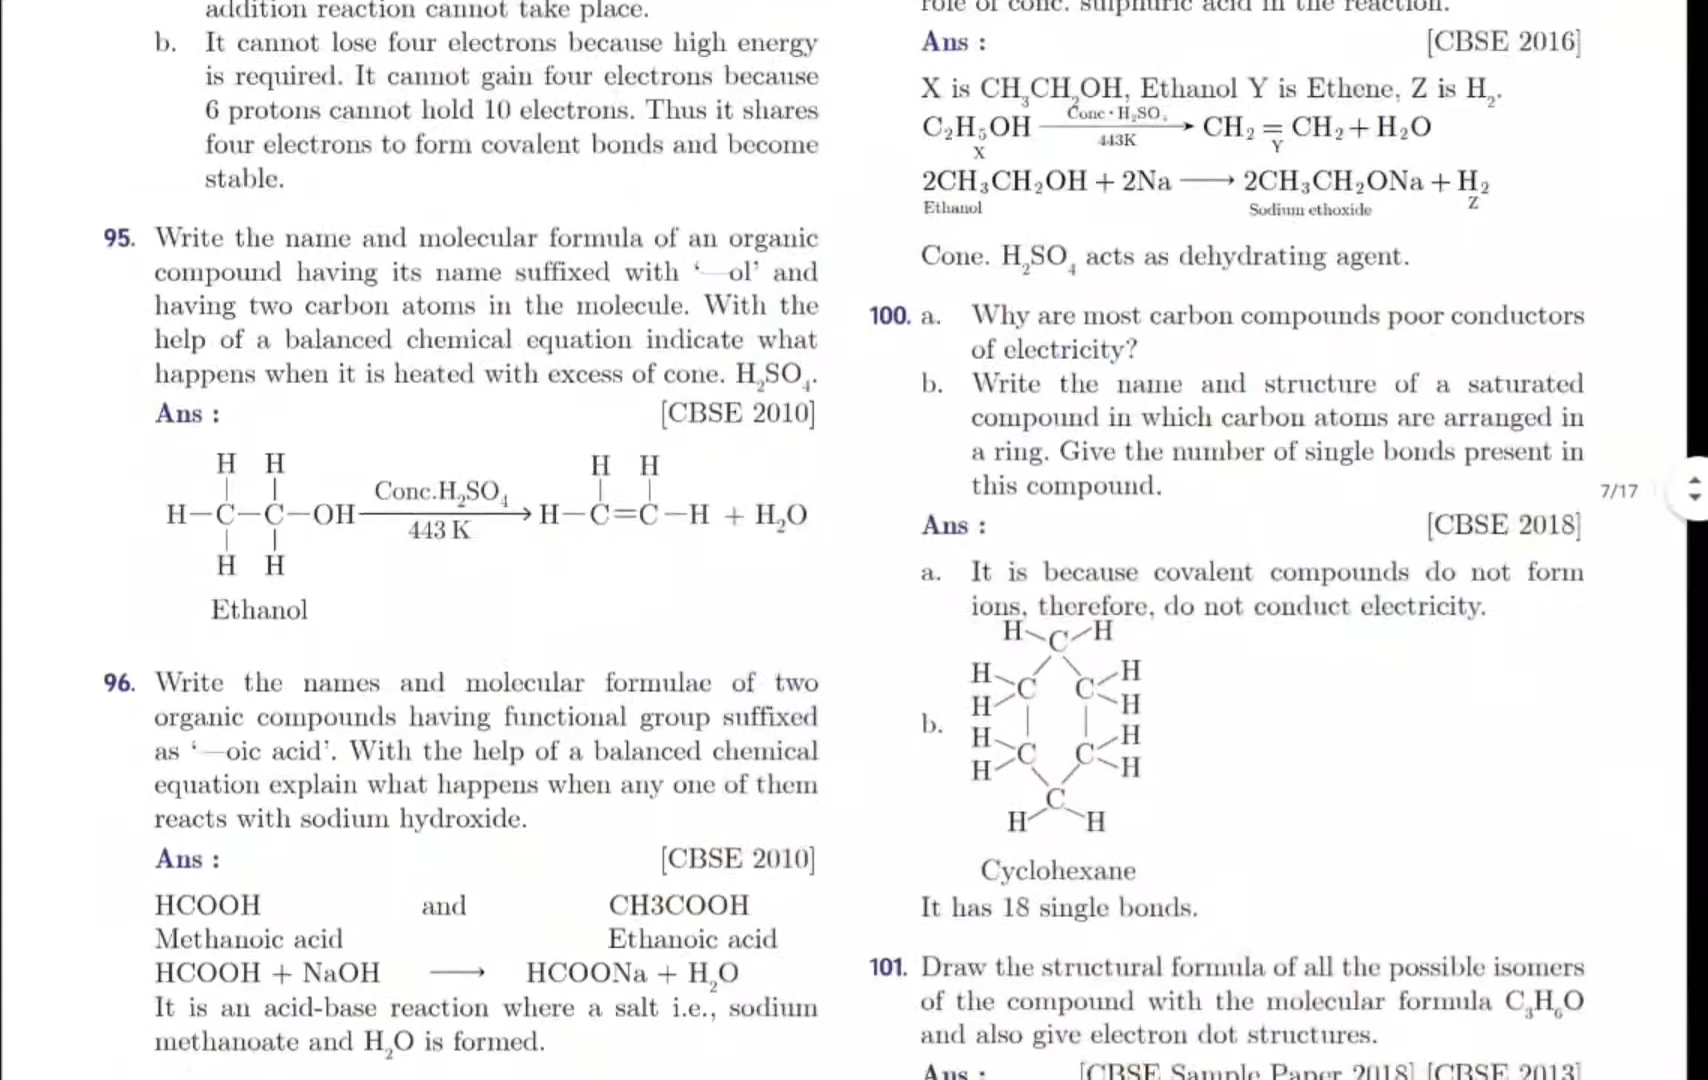 addition reaction cannot take place.
b. It cannot lose four electrons because high energy
is required. It cannot gain four electrons because
6 protons cannot hold 10 electrons. Thus it shares
four electrons to form covalent bonds and become
stable.
95. Write the name and molecular formula of an organic
compound having its name suffixed with ‘—ol’ and
having two carbon atoms in the molecule. With the
help of a balanced chemical equation indicate what
happens when it is heated with excess of cone. H₂SO₄.
Ans : [CBSE 2010]
H H H H
H—C—C—OH Conc.H₂SO₄ 443 K → H—C=C—H + H₂O
H H
Ethanol
96. Write the names and molecular formulae of two
organic compounds having functional group suffixed
as ‘—oic acid’. With the help of a balanced chemical
equation explain what happens when any one of them
reacts with sodium hydroxide.
Ans : [CBSE 2010]
HCOOH and CH3COOH
Methanoic acid Ethanoic acid
HCOOH + NaOH ⟶ HCOONa + H₂O
It is an acid-base reaction where a salt i.e., sodium
methanoate and H₂O is formed.
role of conc. sulphuric acid in the reaction.
Ans : [CBSE 2016]
X is CH₃CH₂OH, Ethanol Y is Ethene, Z is H₂.
C₂H₅OH Conc·H₂SO₄ 443K → CH₂ = CH₂ + H₂O
X Y
2CH₃CH₂OH + 2Na ⟶ 2CH₃CH₂ONa + H₂
Ethanol Sodium ethoxide Z
Cone. H₂SO₄ acts as dehydrating agent.
100. a. Why are most carbon compounds poor conductors
of electricity?
b. Write the name and structure of a saturated
compound in which carbon atoms are arranged in
a ring. Give the number of single bonds present in
this compound.
Ans : [CBSE 2018]
a. It is because covalent compounds do not form
ions, therefore, do not conduct electricity.
b.
H C H
H C C H
H H
H C C H
H H
C
H H
Cyclohexane
It has 18 single bonds.
101. Draw the structural formula of all the possible isomers
of the compound with the molecular formula C₃H₆O
and also give electron dot structures.
Ans : [CBSE Sample Paper 2018] [CBSE 2013]
7/17